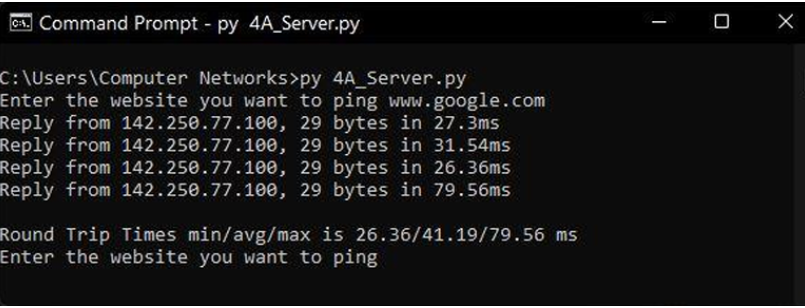 Command Prompt - py 4A_Server.py
C:\Users\Computer Networks>py 4A_Server.py
Enter the website you want to ping www.google.com
Reply from 142.250.77.100, 29 bytes in 27.3ms
Reply from 142.250.77.100, 29 bytes in 31.54ms
Reply from 142.250.77.100, 29 bytes in 26.36ms
Reply from 142.250.77.100, 29 bytes in 79.56ms
Round Trip Times min/avg/max is 26.36/41.19/79.56 ms
Enter the website you want to ping